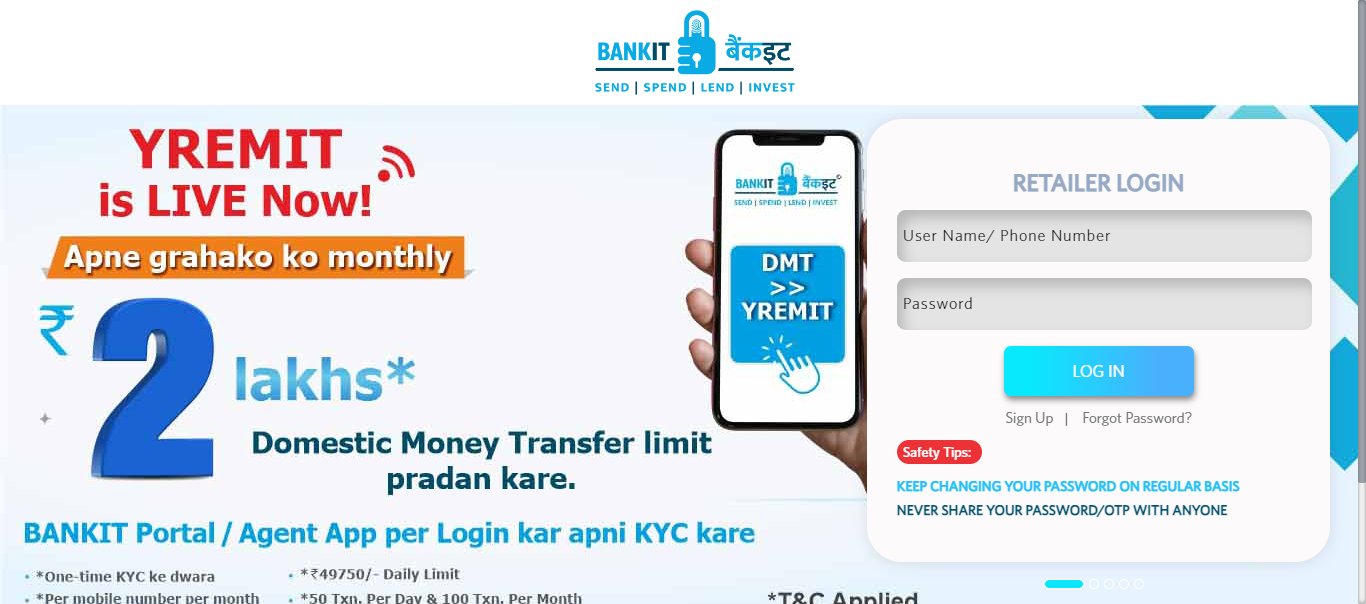 BANKIT बैंकइट
SEND | SPEND | LEND | INVEST
YREMIT
is LIVE Now!
Apne grahako ko monthly
₹ 2 lakhs*
Domestic Money Transfer limit
pradan kare.
BANKIT Portal / Agent App per Login kar apni KYC kare
• *One-time KYC ke dwara
• *Per mobile number per month
• *₹49750/- Daily Limit
• *50 Txn. Per Day & 100 Txn. Per Month
*T&C Applied
BANKIT बैंकइट
SEND | SPEND | LEND | INVEST
DMT
>>
YREMIT
RETAILER LOGIN
User Name/ Phone Number
Password
LOG IN
Sign Up | Forgot Password?
Safety Tips:
KEEP CHANGING YOUR PASSWORD ON REGULAR BASIS
NEVER SHARE YOUR PASSWORD/OTP WITH ANYONE